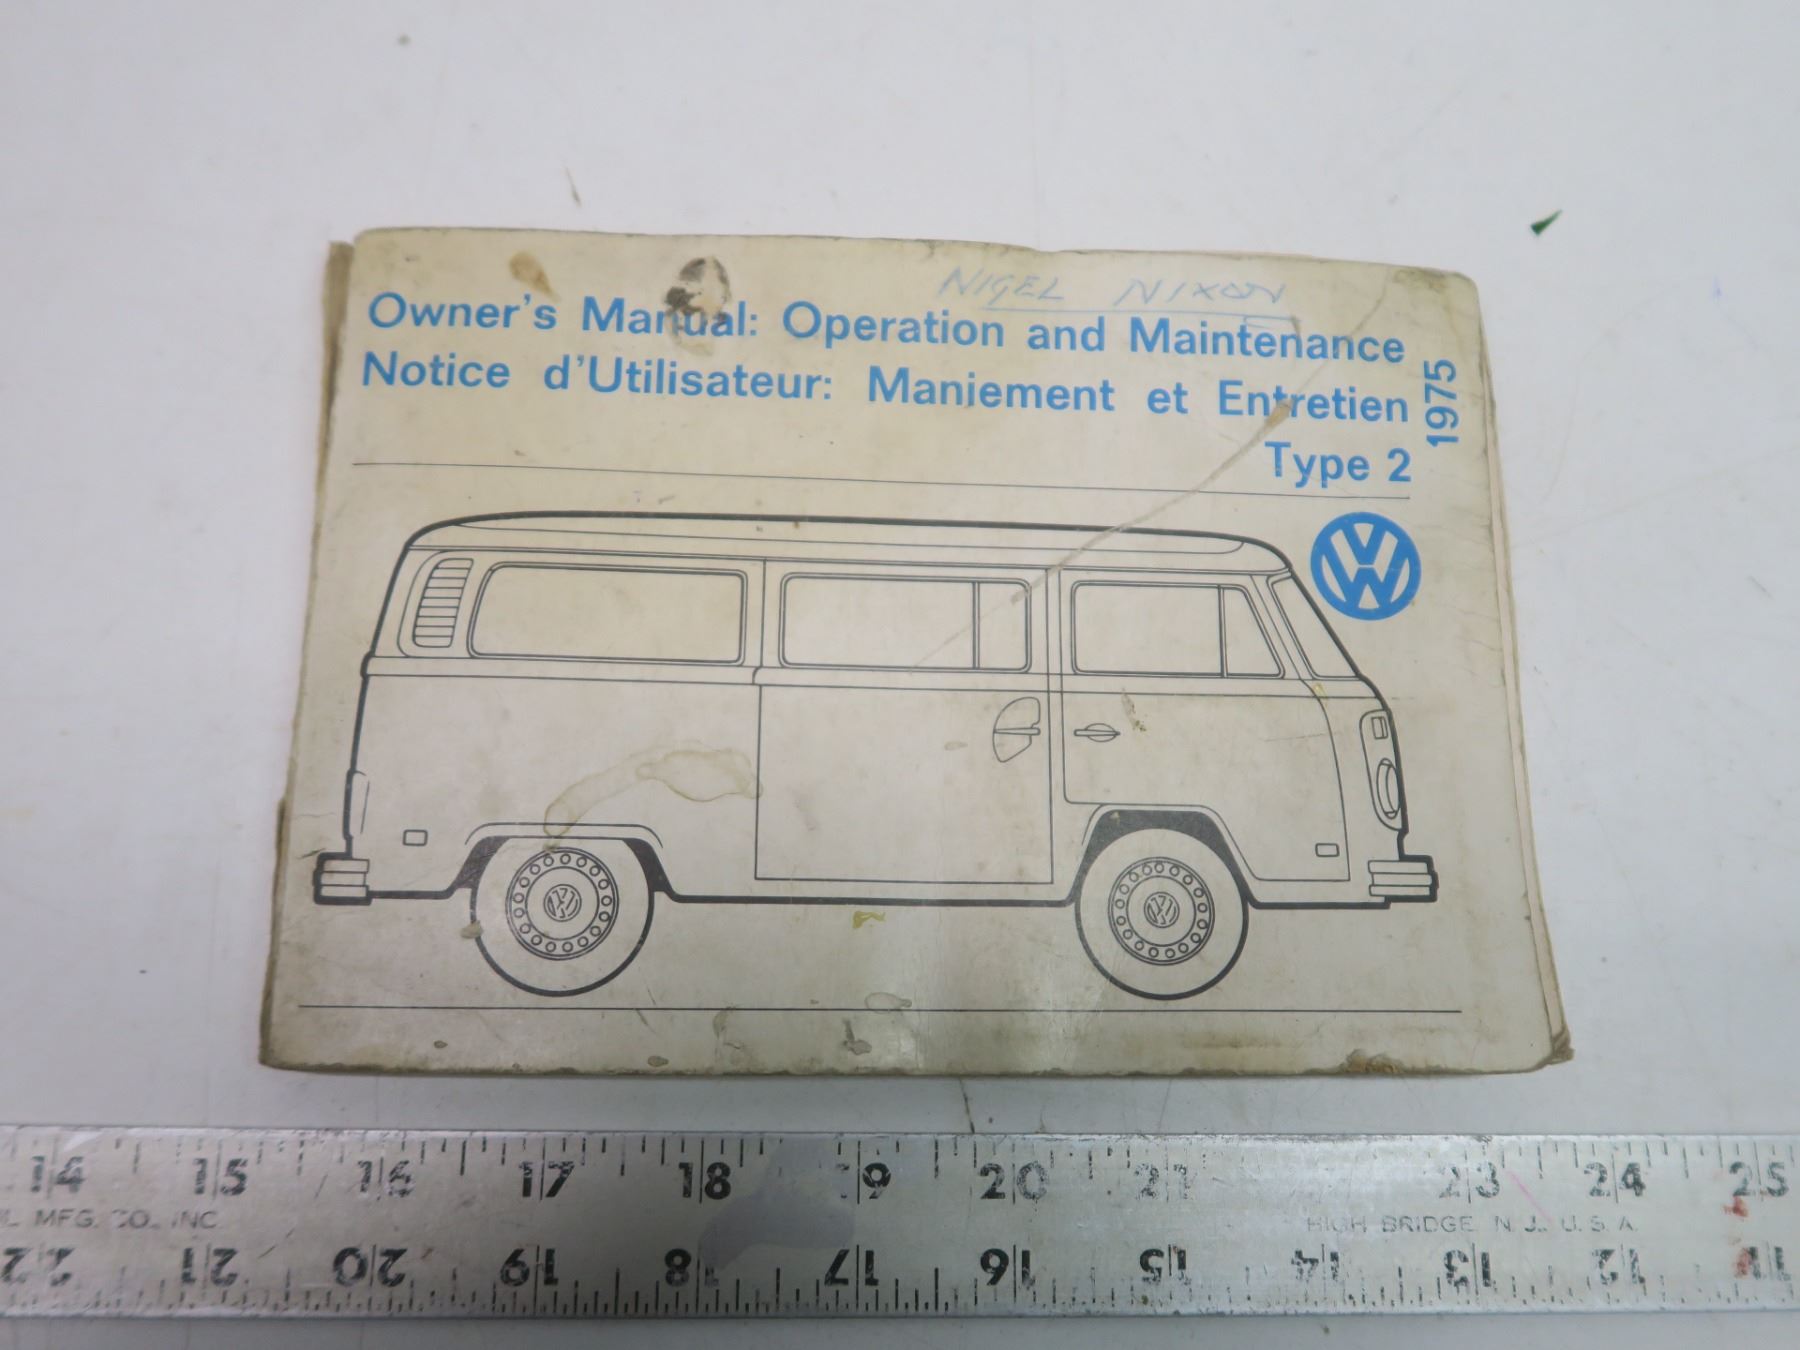 NIGEL NIXON
Owner's Manual: Operation and Maintenance
Notice d'Utilisateur: Maniement et Entretien
1975
Type 2
VW
14 15 16 17 18 19 20 21 23 24 25
MFG. CO., INC. HIGH BRIDGE, N. J., U. S. A.
22 21 20 19 18 17 16 15 14 13 12 11